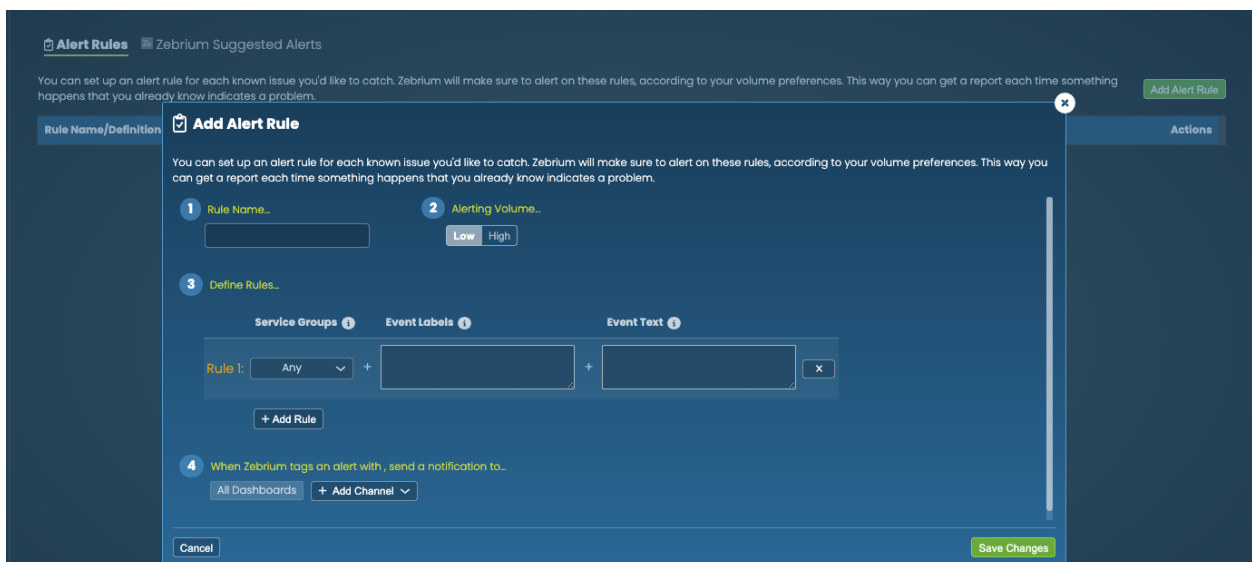 Alert Rules Ze Zebrium Suggested Alerts
You can set up an alert rule for each known issue you'd like to catch. Zebrium will make sure to alert on these rules, according to your volume preferences. This way you can get a report each time something
happens that you already know indicates a problem.
Add Alert Rule
Rule Name/Definition
Actions
Add Alert Rule
You can set up an alert rule for each known issue you'd like to catch. Zebrium will make sure to alert on these rules, according to your volume preferences. This way you
can get a report each time something happens that you already know indicates a problem.
1 Rule Name... 2 Alerting Volume...
Low High
3 Define Rules...
Service Groups i Event Labels i Event Text i
Rule 1: Any + + x
+ Add Rule
4 When Zebrium tags an alert with , send a notification to...
All Dashboards + Add Channel
Cancel Save Changes